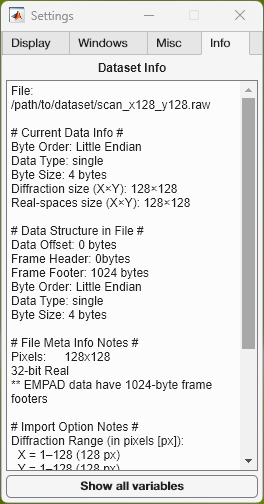 Settings
Display Windows Misc Info
Dataset Info
File:
/path/to/dataset/scan_x128_y128.raw
# Current Data Info #
Byte Order: Little Endian
Data Type: single
Byte Size: 4 bytes
Diffraction size (X×Y): 128×128
Real-spaces size (X×Y): 128×128
# Data Structure in File #
Data Offset: 0 bytes
Frame Header: 0bytes
Frame Footer: 1024 bytes
Byte Order: Little Endian
Data Type: single
Byte Size: 4 bytes
# File Meta Info Notes #
Pixels: 128x128
32-bit Real
** EMPAD data have 1024-byte frame
footers
# Import Option Notes #
Diffraction Range (in pixels [px]):
X = 1–128 (128 px)
Y = 1–128 (128 px)
Show all variables